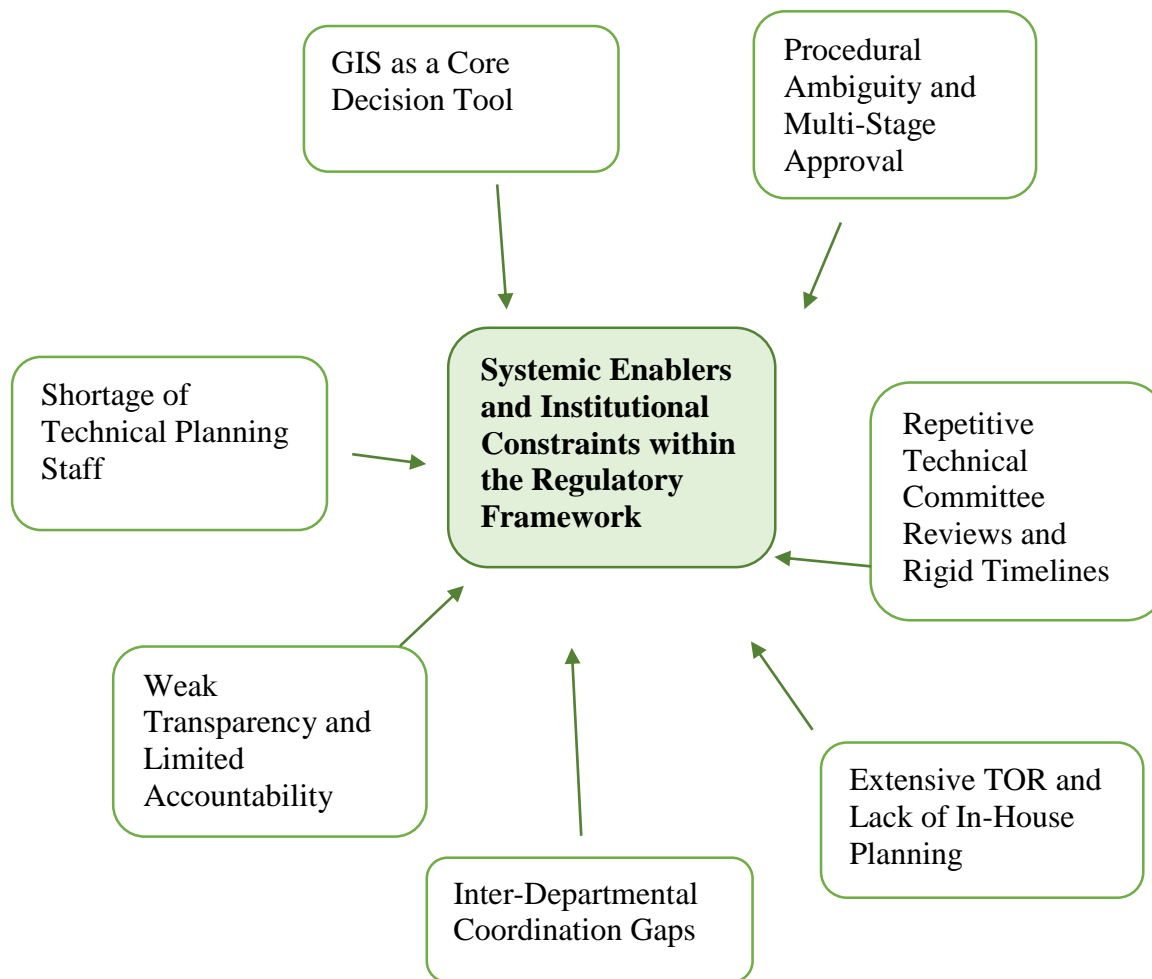 GIS as a Core
Decision Tool
Procedural
Ambiguity and
Multi-Stage
Approval
Systemic Enablers
and Institutional
Constraints within
the Regulatory
Framework
Shortage of
Technical Planning
Staff
Repetitive
Technical
Committee
Reviews and
Rigid Timelines
Weak
Transparency and
Limited
Accountability
Extensive TOR and
Lack of In-House
Planning
Inter-Departmental
Coordination Gaps